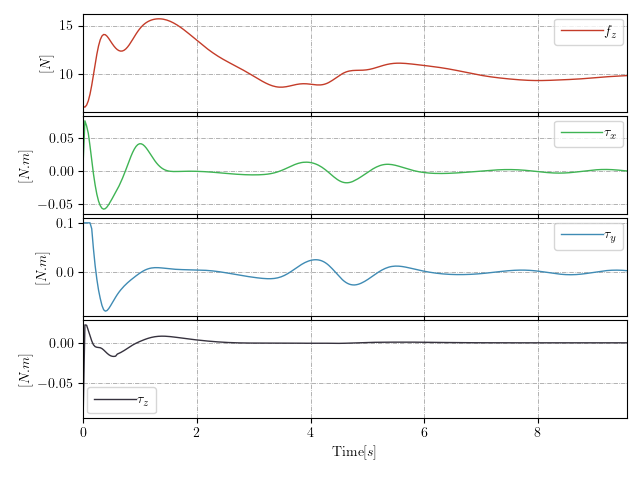 15
10
[N]
f_z
0.05
0.00
−0.05
[N.m]
τ_x
0.1
0.0
[N.m]
τ_y
0.00
−0.05
[N.m]
τ_z
0 2 4 6 8
Time[s]